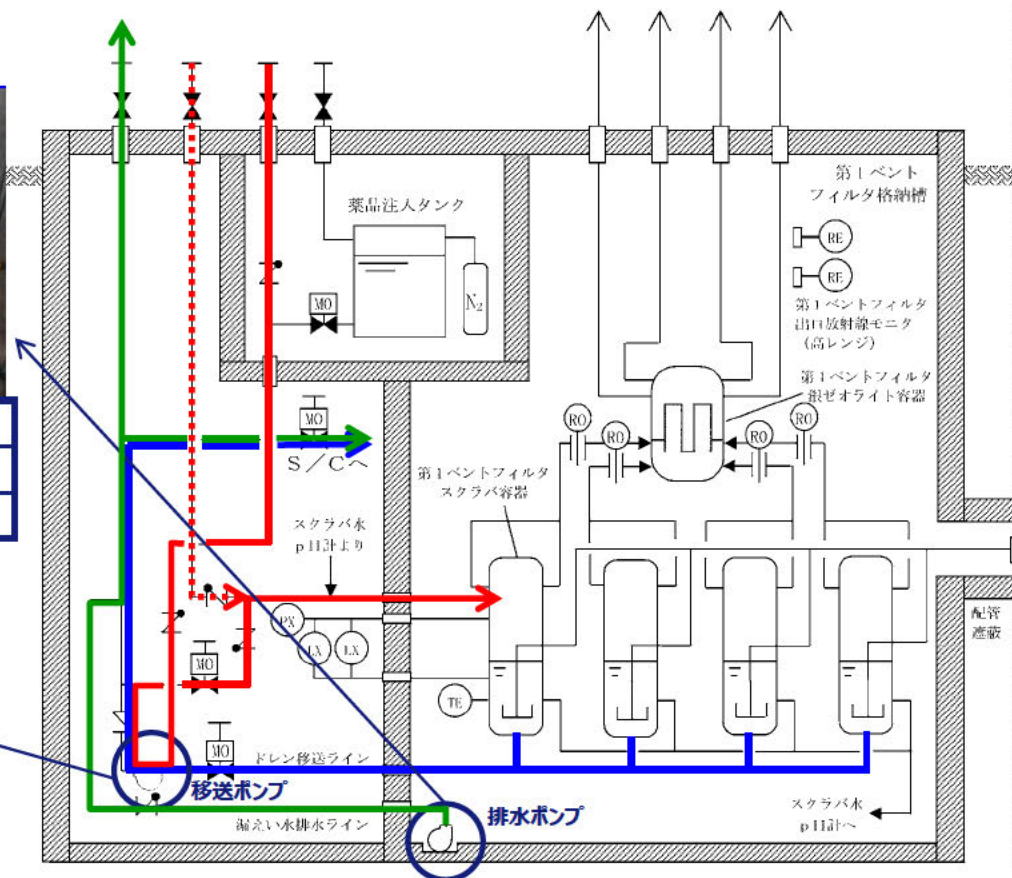 薬品注入タンク
MO
N₂
第1ベント
フィルタ格納槽
RE
RE
第1ベントフィルタ
出口放射線モニタ
(高レンジ)
第1ベントフィルタ
銀ゼオライト容器
MO
S/Cへ
RO
RO
RO
RO
第1ベントフィルタ
スクラバ容器
スクラバ水
pH計より
PX
LX
LX
MO
TE
配管
遮蔽
MO
ドレン移送ライン
移送ポンプ
漏えい水排水ライン
排水ポンプ
スクラバ水
pH計へ